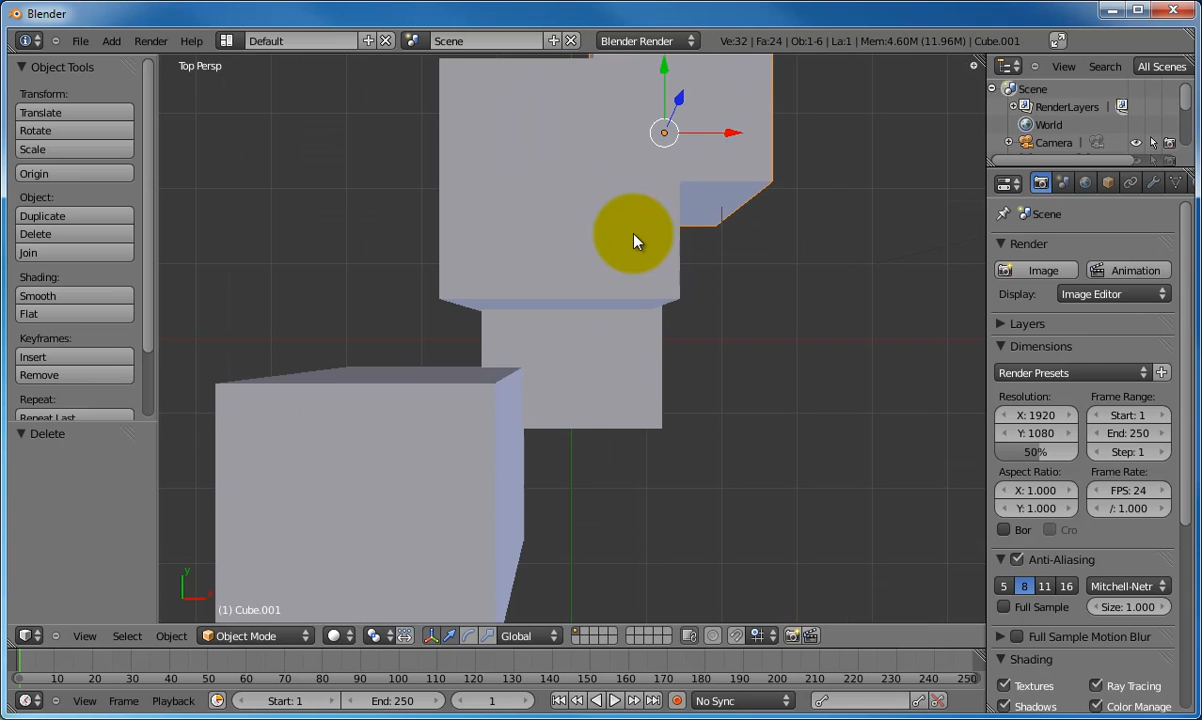 Blender
File Add Render Help Default Scene Blender Render Ve:32 | Fa:24 | Ob:1-6 | La:1 | Mem:4.60M (11.96M) | Cube.001
Object Tools
Transform:
Translate
Rotate
Scale
Origin
Object:
Duplicate
Delete
Join
Shading:
Smooth
Flat
Keyframes:
Insert
Remove
Repeat:
Repeat Last
Delete
Top Persp
y
(1) Cube.001
View Select Object Object Mode Global
10 20 30 40 50 60 70 80 90 100 110 120 130 140 150 160 170 180 190 200 210 220 230 240 250
View Frame Playback Start: 1 End: 250 1 No Sync
View Search All Scenes
Scene
RenderLayers
World
Camera
Scene
Render
Image Animation
Display: Image Editor
Layers
Dimensions
Render Presets
Resolution: Frame Range:
X: 1920 Start: 1
Y: 1080 End: 250
50% Step: 1
Aspect Ratio: Frame Rate:
X: 1.000 FPS: 24
Y: 1.000 /: 1.000
Bor Cro
Anti-Aliasing
5 8 11 16 Mitchell-Netr
Full Sample Size: 1.000
Full Sample Motion Blur
Shading
Textures Ray Tracing
Shadows Color Manage